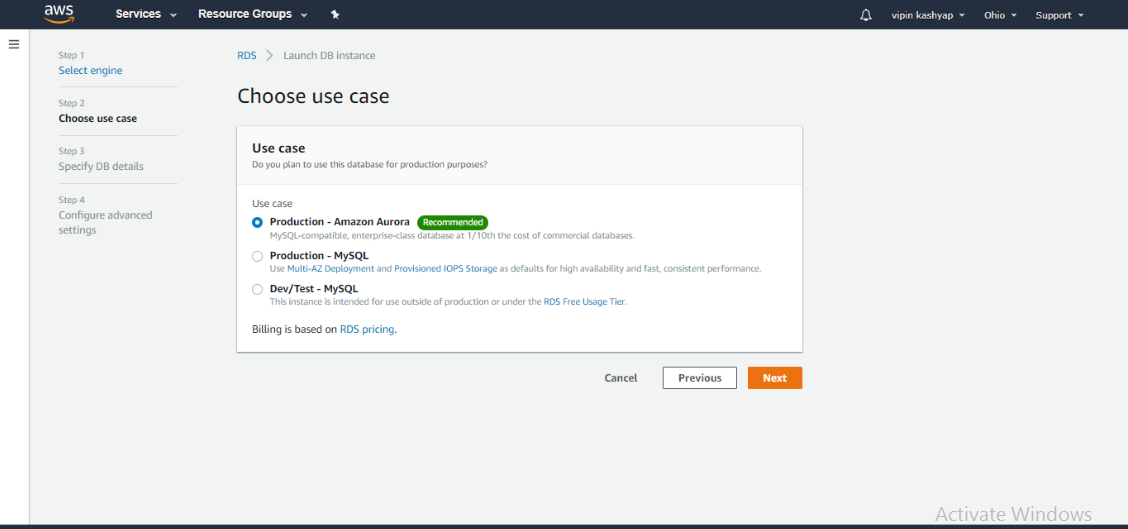 aws
Services
Resource Groups
vipin kashyap
Ohio
Support
Step 1
Select engine
Step 2
Choose use case
Step 3
Specify DB details
Step 4
Configure advanced
settings
RDS
Launch DB instance
Choose use case
Use case
Do you plan to use this database for production purposes?
Use case
Production - Amazon Aurora Recommended
MySQL-compatible, enterprise-class database at 1/10th the cost of commercial databases.
Production - MySQL
Use Multi-AZ Deployment and Provisioned IOPS Storage as defaults for high availability and fast, consistent performance.
Dev/Test - MySQL
This instance is intended for use outside of production or under the RDS Free Usage Tier.
Billing is based on RDS pricing.
Cancel
Previous
Next
Activate Windows